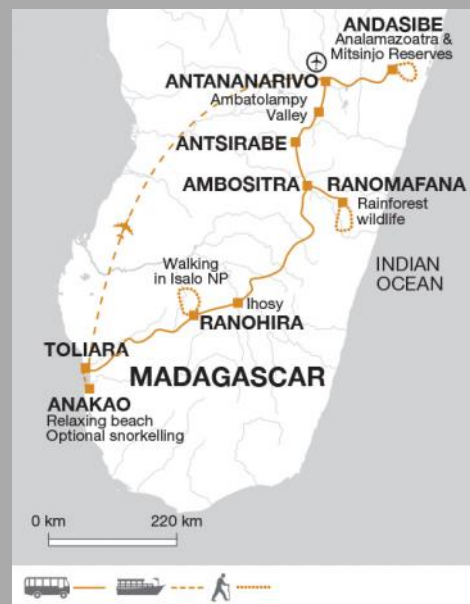 ANDASIBE
Analamazoatra &
Mitsinjo Reserves
ANTANANARIVO
Ambatolampy
Valley
ANTSIRABE
AMBOSITRA
RANOMAFANA
Rainforest
wildlife
INDIAN
OCEAN
Walking
in Isalo NP
Ihosy
RANOHIRA
TOLIARA
MADAGASCAR
ANAKAO
Relaxing beach
Optional snorkelling
0 km
220 km